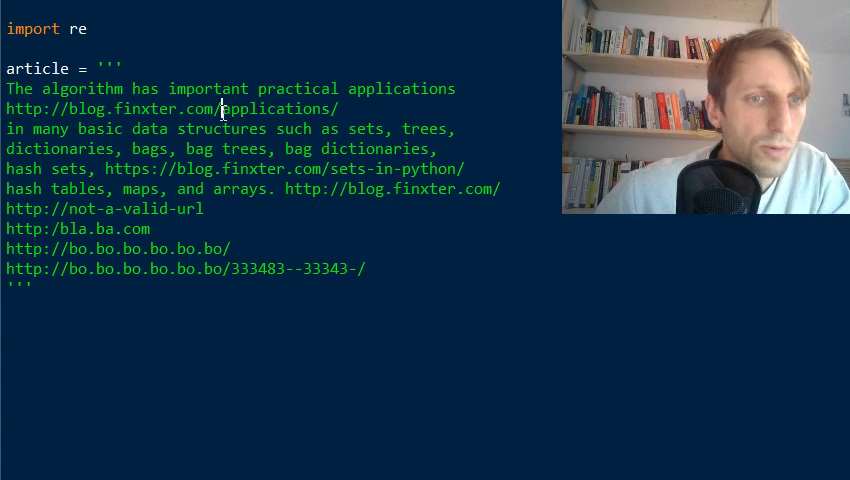 import re
article = '''
The algorithm has important practical applications
http://blog.finxter.com/applications/
in many basic data structures such as sets, trees,
dictionaries, bags, bag trees, bag dictionaries,
hash sets, https://blog.finxter.com/sets-in-python/
hash tables, maps, and arrays. http://blog.finxter.com/
http://not-a-valid-url
http:/bla.ba.com
http://bo.bo.bo.bo.bo.bo/
http://bo.bo.bo.bo.bo.bo/333483--33343-/
'''